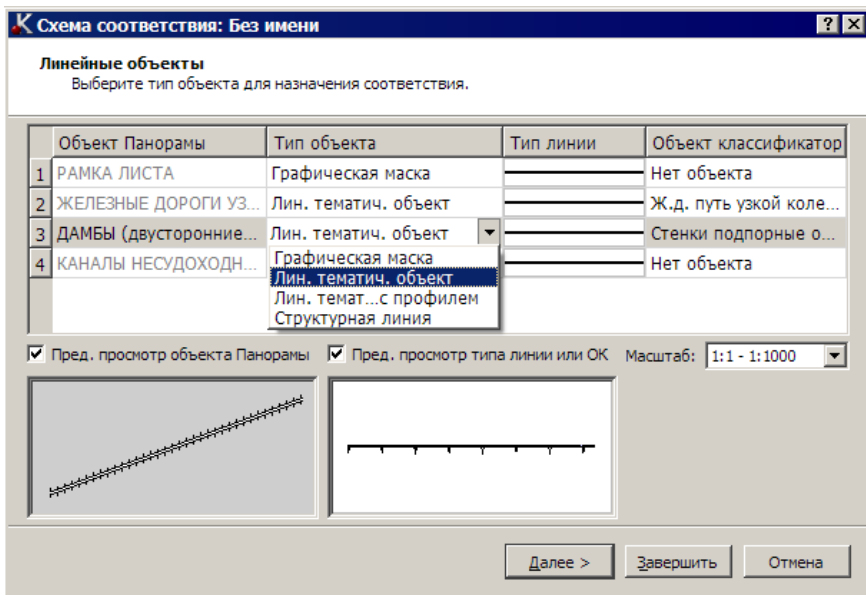 Схема соответствия: Без имени
Линейные объекты
Выберите тип объекта для назначения соответствия.
Объект Панорамы Тип объекта Тип линии Объект классификатор
1 РАМКА ЛИСТА Графическая маска Нет объекта
2 ЖЕЛЕЗНЫЕ ДОРОГИ УЗ... Лин. тематич. объект Ж.д. путь узкой коле...
3 ДАМБЫ (двусторонние... Лин. тематич. объект Стенки подпорные о...
4 КАНАЛЫ НЕСУДОХОДН... Нет объекта
Графическая маска
Лин. тематич. объект
Лин. темат...с профилем
Структурная линия
Пред. просмотр объекта Панорамы Пред. просмотр типа линии или ОК Масштаб: 1:1 - 1:1000
Далее > Завершить Отмена